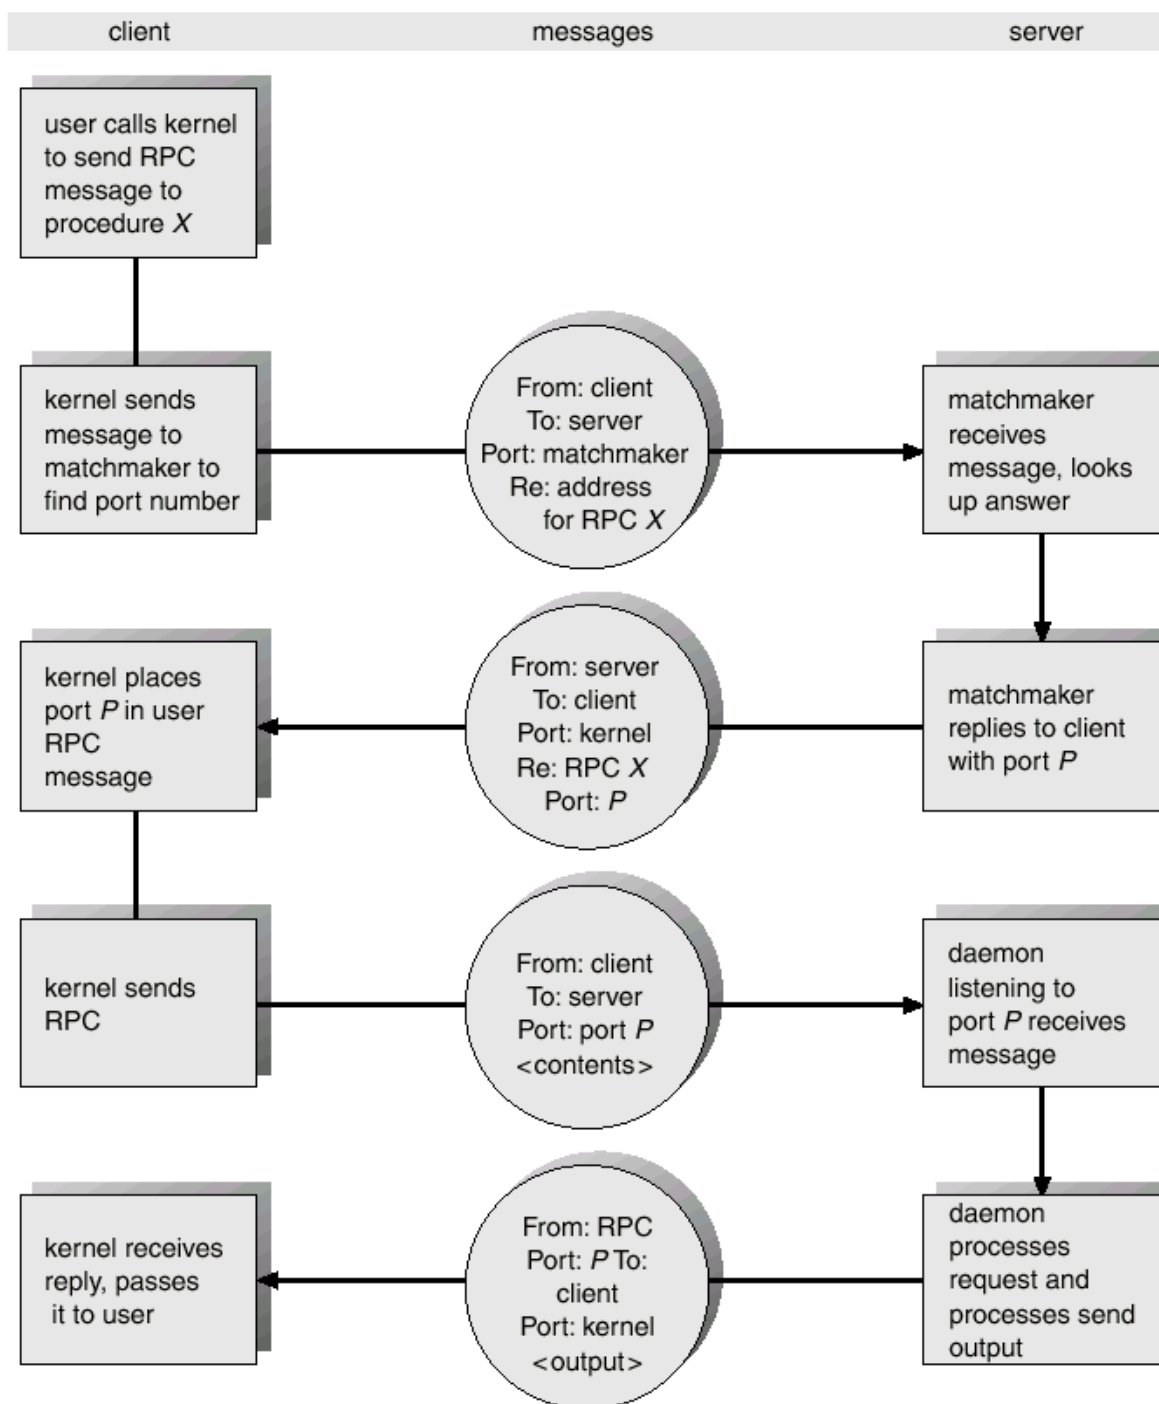 client
messages
server
user calls kernel
to send RPC
message to
procedure X
kernel sends
message to
matchmaker to
find port number
From: client
To: server
Port: matchmaker
Re: address
for RPC X
matchmaker
receives
message, looks
up answer
kernel places
port P in user
RPC
message
From: server
To: client
Port: kernel
Re: RPC X
Port: P
matchmaker
replies to client
with port P
kernel sends
RPC
From: client
To: server
Port: port P
<contents>
daemon
listening to
port P receives
message
kernel receives
reply, passes
it to user
From: RPC
Port: P To:
client
Port: kernel
<output>
daemon
processes
request and
processes send
output